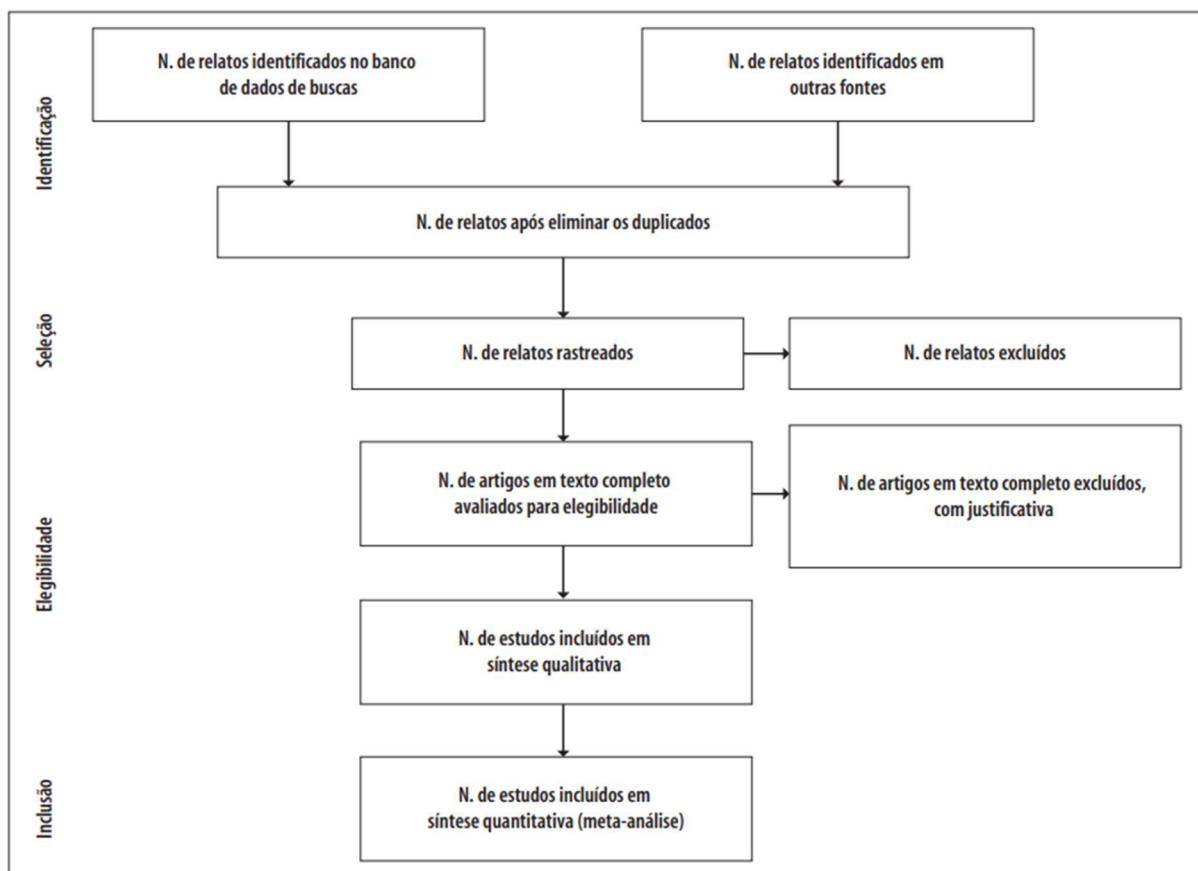 Identificação
N. de relatos identificados no banco
de dados de buscas
N. de relatos identificados em
outras fontes
N. de relatos após eliminar os duplicados
Seleção
N. de relatos rastreados
N. de relatos excluídos
Elegibilidade
N. de artigos em texto completo
avaliados para elegibilidade
N. de artigos em texto completo excluídos,
com justificativa
N. de estudos incluídos em
síntese qualitativa
Inclusão
N. de estudos incluídos em
síntese quantitativa (meta-análise)